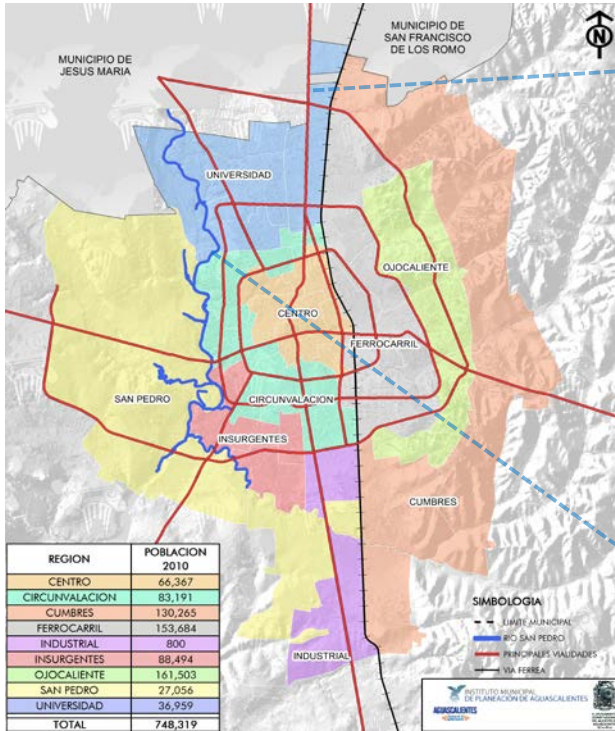 MUNICIPIO DE
SAN FRANCISCO
DE LOS ROMO
N
MUNICIPIO DE
JESUS MARIA
UNIVERSIDAD
OJOCALIENTE
CENTRO
FERROCARRIL
SAN PEDRO
CIRCUNVALACION
INSURGENTES
CUMBRES
INDUSTRIAL
REGION POBLACION 2010
CENTRO 66,367
CIRCUNVALACION 83,191
CUMBRES 130,265
FERROCARRIL 153,684
INDUSTRIAL 800
INSURGENTES 88,494
OJOCALIENTE 161,503
SAN PEDRO 27,056
UNIVERSIDAD 36,959
TOTAL 748,319
SIMBOLOGIA
LIMITE MUNICIPAL
RIO SAN PEDRO
PRINCIPALES VIALIDADES
VIA FERREA
INSTITUTO MUNICIPAL
DE PLANEACIÓN DE AGUASCALIENTES
AGUASCALIENTES